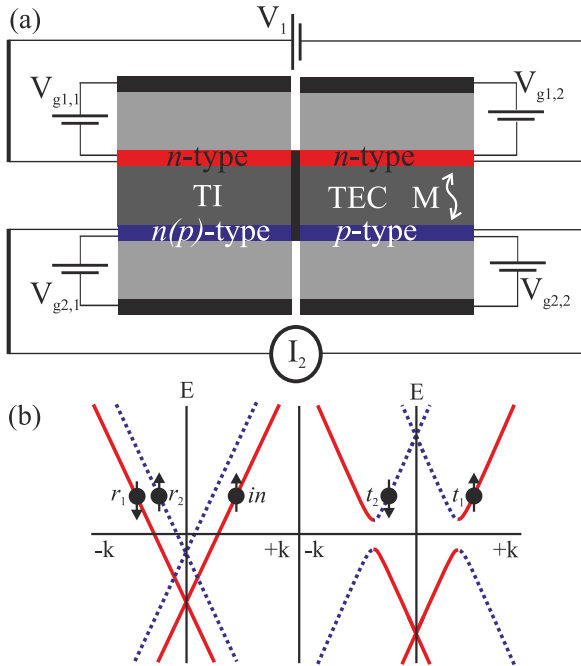 (a)
V1
Vg1,1
Vg1,2
n-type
n-type
TI
TEC
M
n(p)-type
p-type
Vg2,1
Vg2,2
I2
(b)
E
E
r1
r2
in
t2
t1
-k
+k
-k
+k